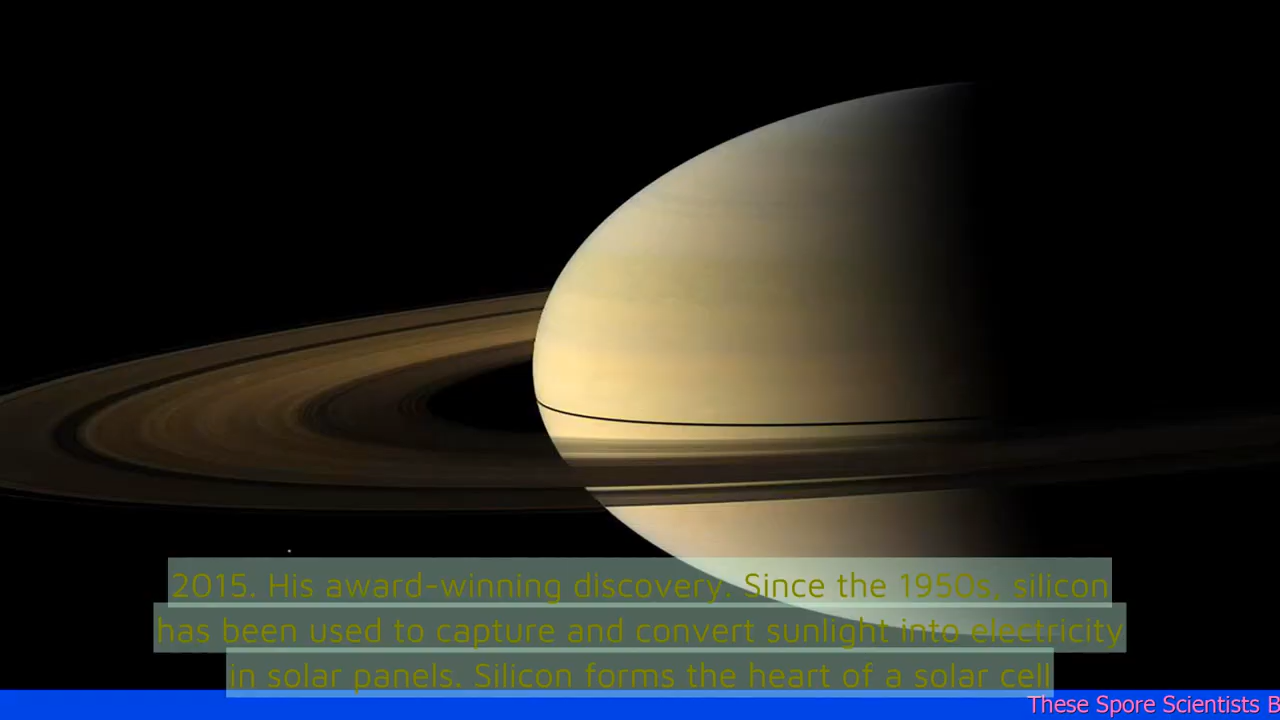 2015. His award-winning discovery. Since the 1950s, silicon
has been used to capture and convert sunlight into electricity
in solar panels. Silicon forms the heart of a solar cell
These Spore Scientists B